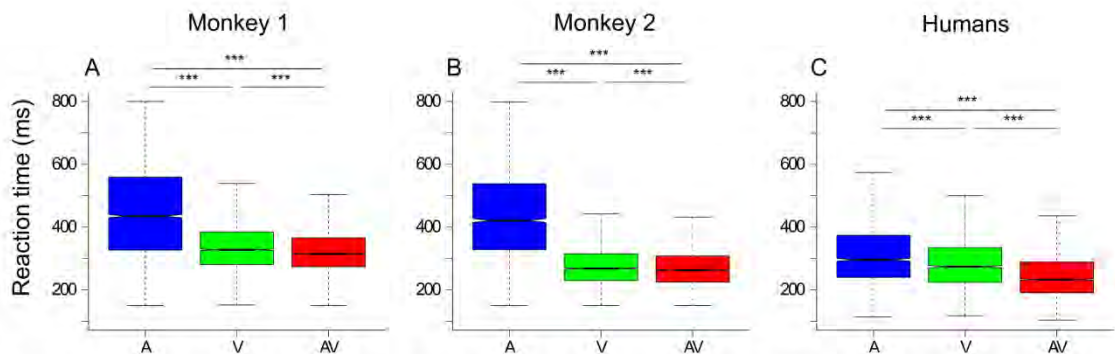 Monkey 1
Monkey 2
Humans
A
***
***
***
B
***
***
***
C
***
***
***
Reaction time (ms)
800
600
400
200
A
V
AV
800
600
400
200
A
V
AV
800
600
400
200
A
V
AV